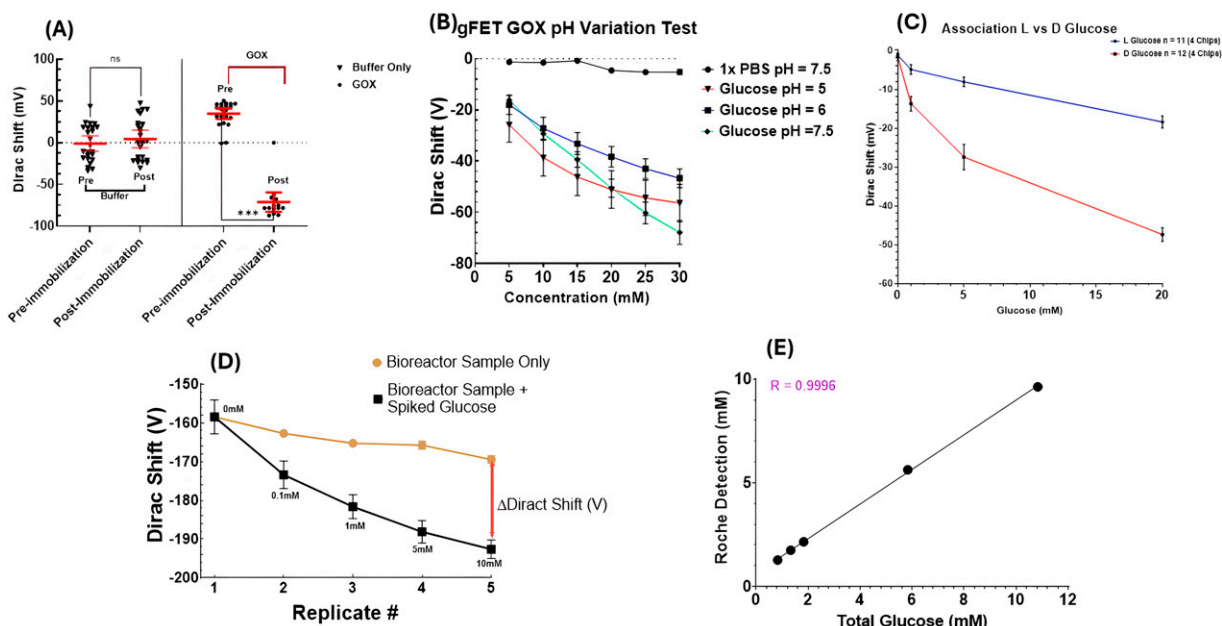 (A)
ns
GOX
▼ Buffer Only
● GOX
Dirac Shift (mV)
100
50
0
-50
-100
Pre
Post
Buffer
Pre
Post
***
Pre-immobilization
Post-Immobilization
Pre-immobilization
Post-Immobilization
(B)
gFET GOX pH Variation Test
Dirac Shift (V)
0
-20
-40
-60
-80
0 5 10 15 20 25 30
Concentration (mM)
1x PBS pH = 7.5
Glucose pH = 5
Glucose pH = 6
Glucose pH =7.5
(C)
Association L vs D Glucose
L Glucose n = 11 (4 Chips)
D Glucose n = 12 (4 Chips)
Dirac Shift (mV)
0
-10
-20
-30
-40
-50
-60
0 5 10 15 20
Glucose (mM)
(D)
Bioreactor Sample Only
Bioreactor Sample +
Spiked Glucose
Dirac Shift (V)
-150
-160
-170
-180
-190
-200
0mM
0.1mM
1mM
5mM
10mM
ΔDiract Shift (V)
1 2 3 4 5
Replicate #
(E)
R = 0.9996
Roche Detection (mM)
10
5
0
0 2 4 6 8 10 12
Total Glucose (mM)